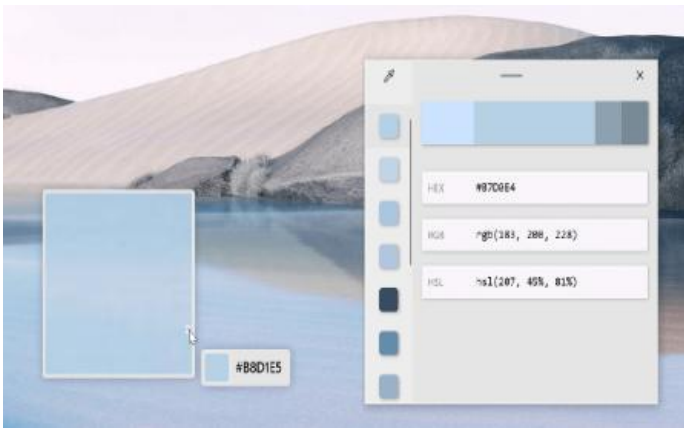 HEX #B7D0E4
RGB rgb(183, 208, 228)
HSL hsl(207, 45%, 81%)
#B8D1E5